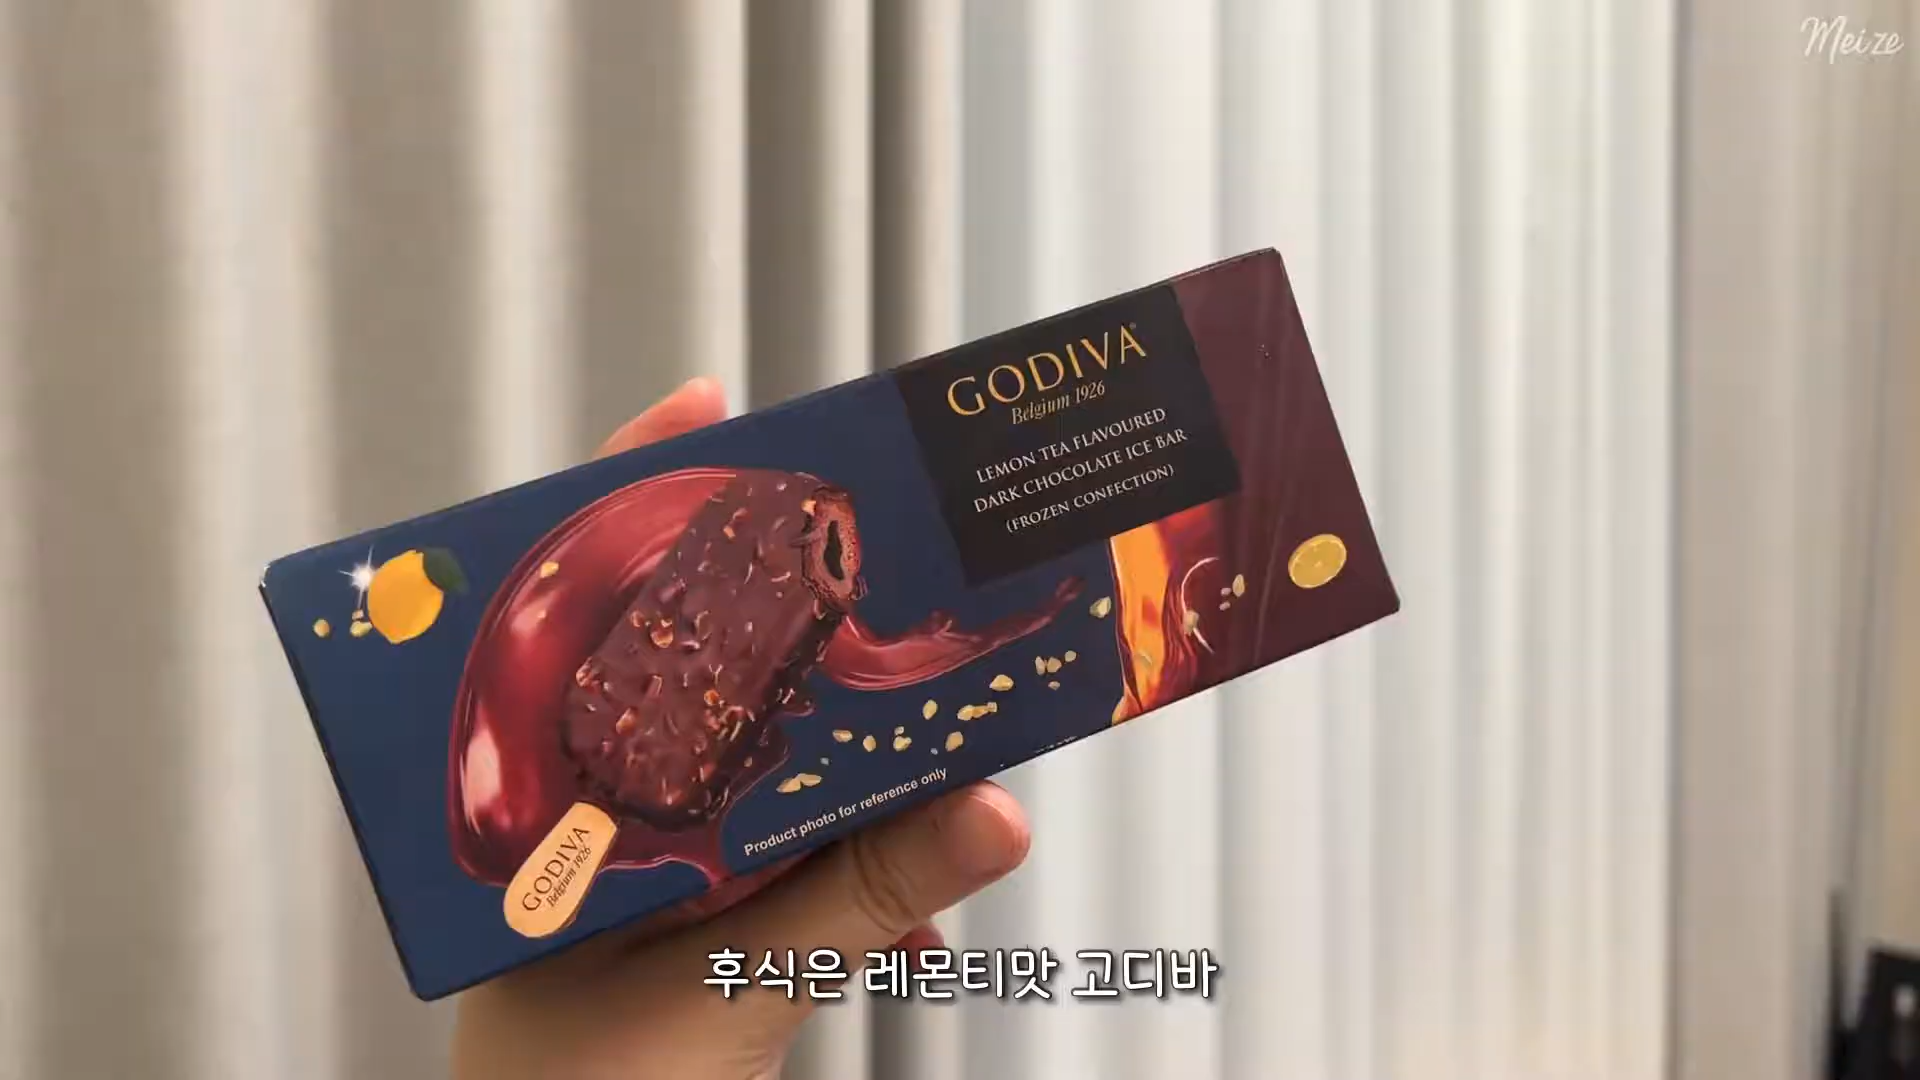 Meize
GODIVA
Belgium 1926
LEMON TEA FLAVOURED
DARK CHOCOLATE ICE BAR
(FROZEN CONFECTION)
Product photo for reference only
GODIVA
Belgium 1926
후식은 레몬티맛 고디바